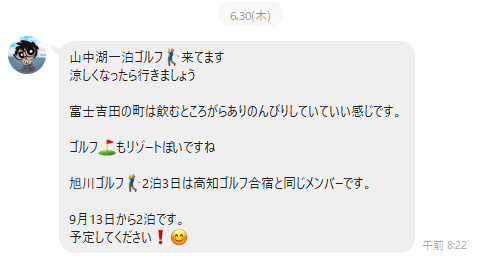 6.30(木)
山中湖一泊ゴルフ🏌️来てます
涼しくなったら行きましょう
富士吉田の町は飲むところがらありのんびりしていていい感じです。
ゴルフ⛳もリゾートぽいですね
旭川ゴルフ🏌️2泊3日は高知ゴルフ合宿と同じメンバーです。
9月13日から2泊です。
予定してください❗😊
午前 8:22